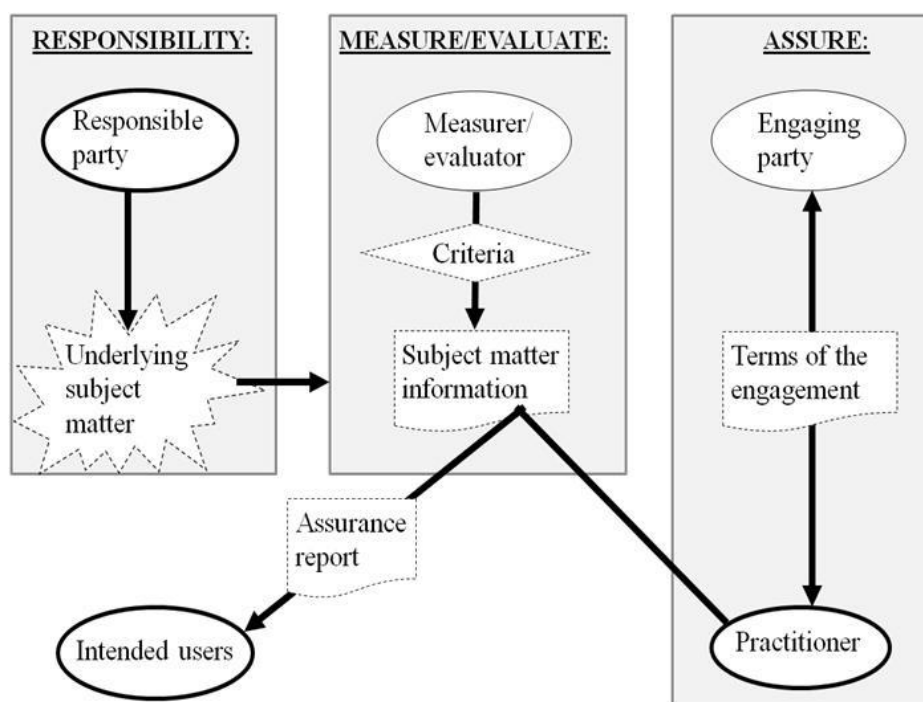 RESPONSIBILITY:
Responsible
party
Underlying
subject
matter
MEASURE/EVALUATE:
Measurer/
evaluator
Criteria
Subject matter
information
ASSURE:
Engaging
party
Terms of the
engagement
Practitioner
Assurance
report
Intended users